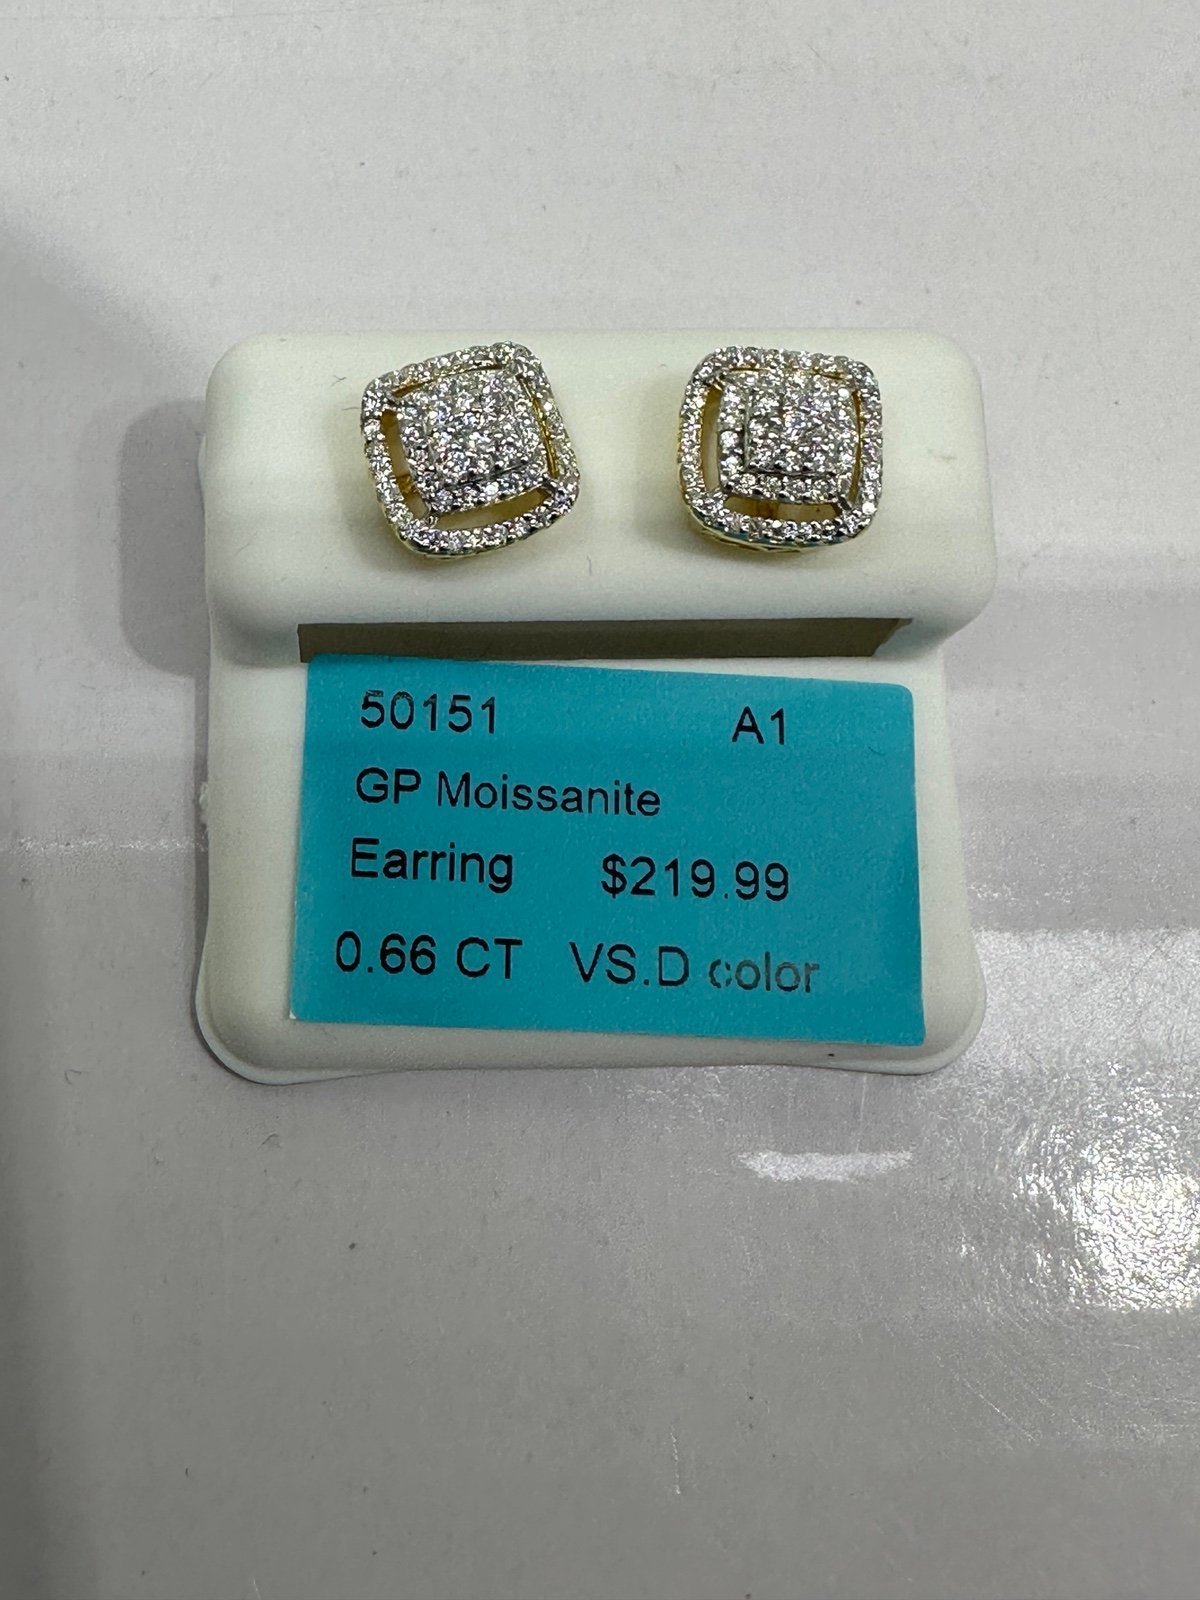 50151 A1
GP Moissanite
Earring $219.99
0.66 CT VS.D color